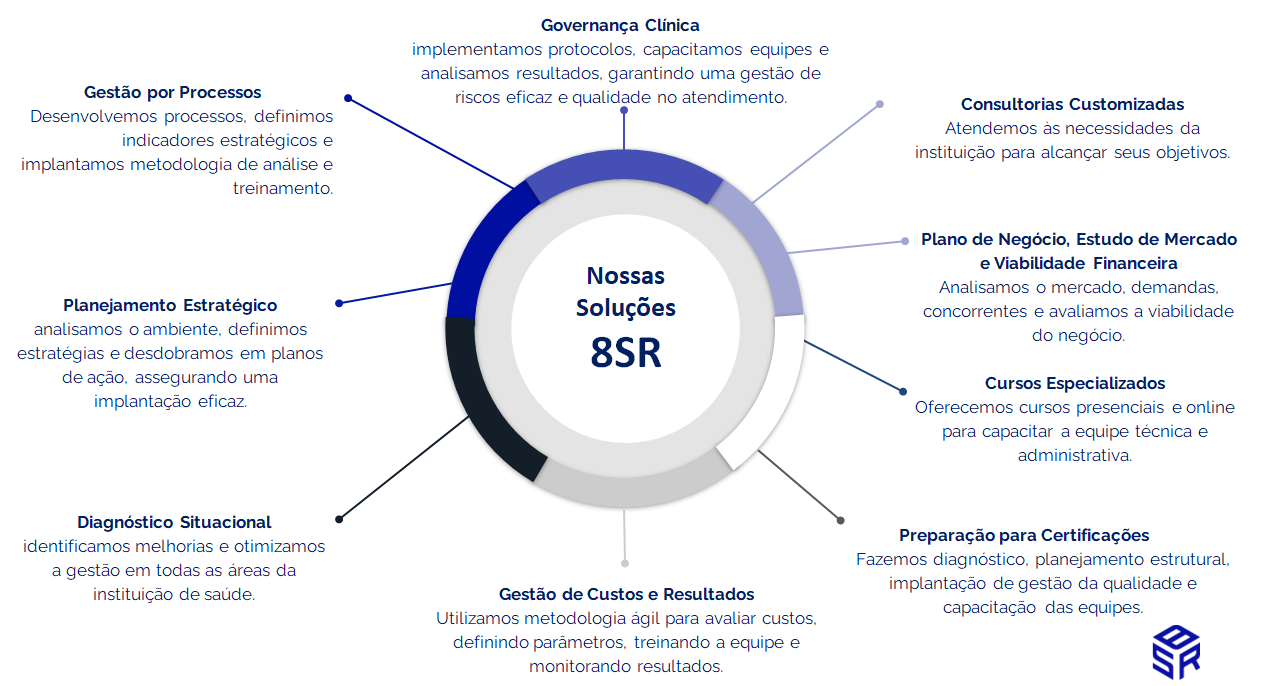 Governança Clínica
implementamos protocolos, capacitamos equipes e
analisamos resultados, garantindo uma gestão de
riscos eficaz e qualidade no atendimento.
Gestão por Processos
Desenvolvemos processos, definimos
indicadores estratégicos e
implantamos metodologia de análise e
treinamento.
Consultorias Customizadas
Atendemos às necessidades da
instituição para alcançar seus objetivos.
Plano de Negócio, Estudo de Mercado
e Viabilidade Financeira
Analisamos o mercado, demandas,
concorrentes e avaliamos a viabilidade
do negócio.
Nossas
Soluções
8SR
Planejamento Estratégico
analisamos o ambiente, definimos
estratégias e desdobramos em planos
de ação, assegurando uma
implantação eficaz.
Cursos Especializados
Oferecemos cursos presenciais e online
para capacitar a equipe técnica e
administrativa.
Diagnóstico Situacional
identificamos melhorias e otimizamos
a gestão em todas as áreas da
instituição de saúde.
Preparação para Certificações
Fazemos diagnóstico, planejamento estrutural,
implantação de gestão da qualidade e
capacitação das equipes.
Gestão de Custos e Resultados
Utilizamos metodologia ágil para avaliar custos,
definindo parâmetros, treinando a equipe e
monitorando resultados.
8SR